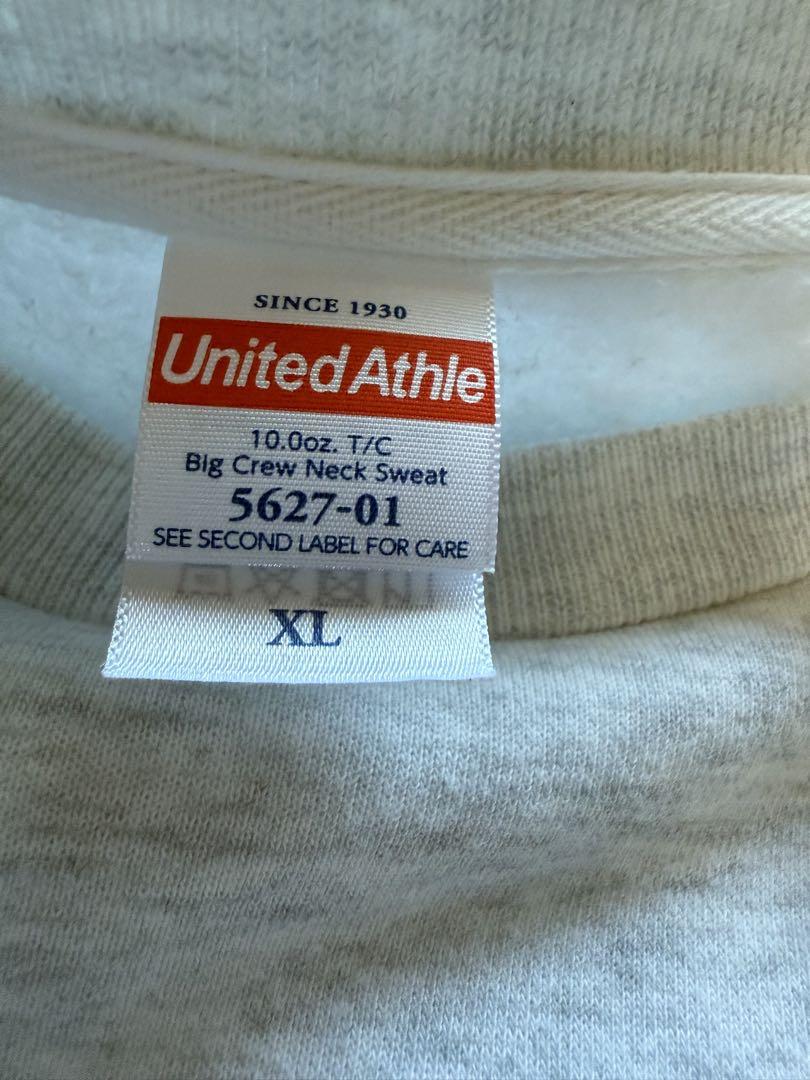 SINCE 1930
United Athle
10.0oz. T/C
Big Crew Neck Sweat
5627-01
SEE SECOND LABEL FOR CARE
XL